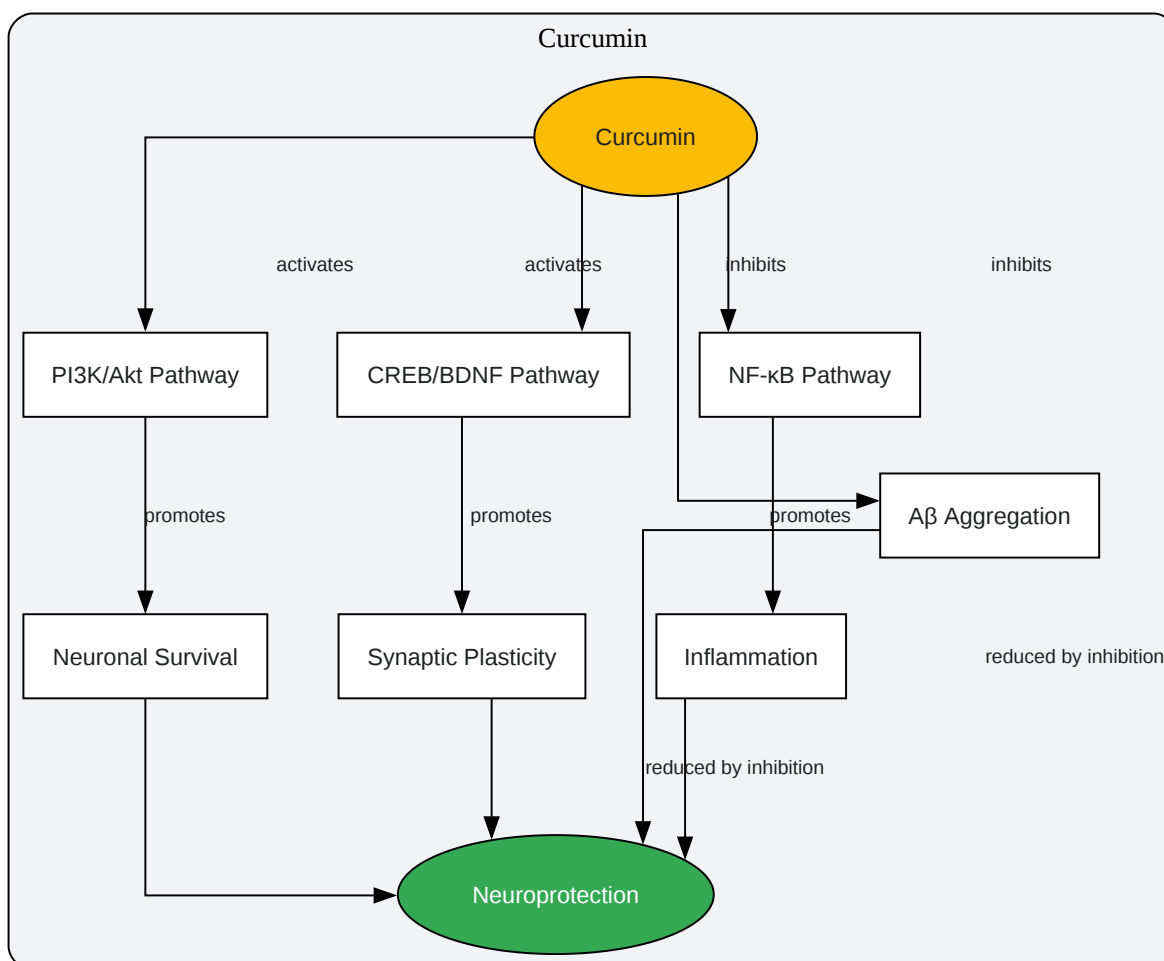 Curcumin
Curcumin
activates
activates
inhibits
inhibits
PI3K/Akt Pathway
CREB/BDNF Pathway
NF-κB Pathway
Aβ Aggregation
promotes
promotes
promotes
Neuronal Survival
Synaptic Plasticity
Inflammation
reduced by inhibition
reduced by inhibition
Neuroprotection